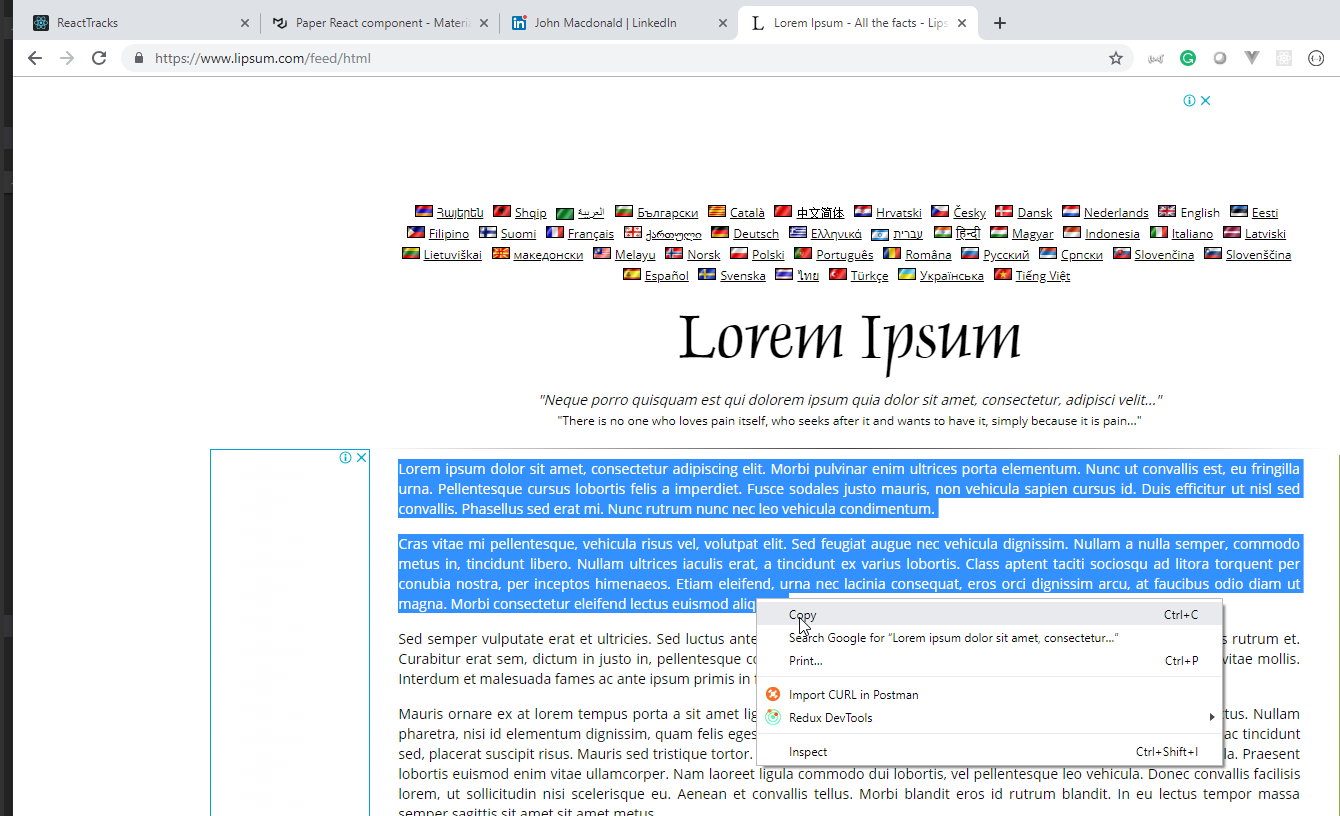 ReactTracks
Paper React component - Materi
John Macdonald | LinkedIn
Lorem Ipsum - All the facts - Lips
https://www.lipsum.com/feed/html
Հայերեն Shqip العربية Български Català 中文简体 Hrvatski Česky Dansk Nederlands English Eesti
Filipino Suomi Français ქართული Deutsch Ελληνικά עברית हिन्दी Magyar Indonesia Italiano Latviski
Lietuviškai македонски Melayu Norsk Polski Português Româna Русский Српски Slovenčina Slovenščina
Español Svenska ไทย Türkçe Українська Tiếng Việt
Lorem Ipsum
"Neque porro quisquam est qui dolorem ipsum quia dolor sit amet, consectetur, adipisci velit..."
"There is no one who loves pain itself, who seeks after it and wants to have it, simply because it is pain..."
Lorem ipsum dolor sit amet, consectetur adipiscing elit. Morbi pulvinar enim ultrices porta elementum. Nunc ut convallis est, eu fringilla
urna. Pellentesque cursus lobortis felis a imperdiet. Fusce sodales justo mauris, non vehicula sapien cursus id. Duis efficitur ut nisl sed
convallis. Phasellus sed erat mi. Nunc rutrum nunc nec leo vehicula condimentum.
Cras vitae mi pellentesque, vehicula risus vel, volutpat elit. Sed feugiat augue nec vehicula dignissim. Nullam a nulla semper, commodo
metus in, tincidunt libero. Nullam ultrices iaculis erat, a tincidunt ex varius lobortis. Class aptent taciti sociosqu ad litora torquent per
conubia nostra, per inceptos himenaeos. Etiam eleifend, urna nec lacinia consequat, eros orci dignissim arcu, at faucibus odio diam ut
magna. Morbi consectetur eleifend lectus euismod aliq
Copy Ctrl+C
Search Google for “Lorem ipsum dolor sit amet, consectetur...”
Print... Ctrl+P
Import CURL in Postman
Redux DevTools
Inspect Ctrl+Shift+I
Sed semper vulputate erat et ultricies. Sed luctus ante s rutrum et.
Curabitur erat sem, dictum in justo in, pellentesque co vitae mollis.
Interdum et malesuada fames ac ante ipsum primis in
Mauris ornare ex at lorem tempus porta a sit amet lig ctus. Nullam
pharetra, nisi id elementum dignissim, quam felis eges ac tincidunt
sed, placerat suscipit risus. Mauris sed tristique tortor. la. Praesent
lobortis euismod enim vitae ullamcorper. Nam laoreet ligula commodo dui lobortis, vel pellentesque leo vehicula. Donec convallis facilisis
lorem, ut sollicitudin nisi scelerisque eu. Aenean et convallis tellus. Morbi blandit eros id rutrum blandit. In eu lectus tempor massa
semper sagittis sit amet sit amet metus.